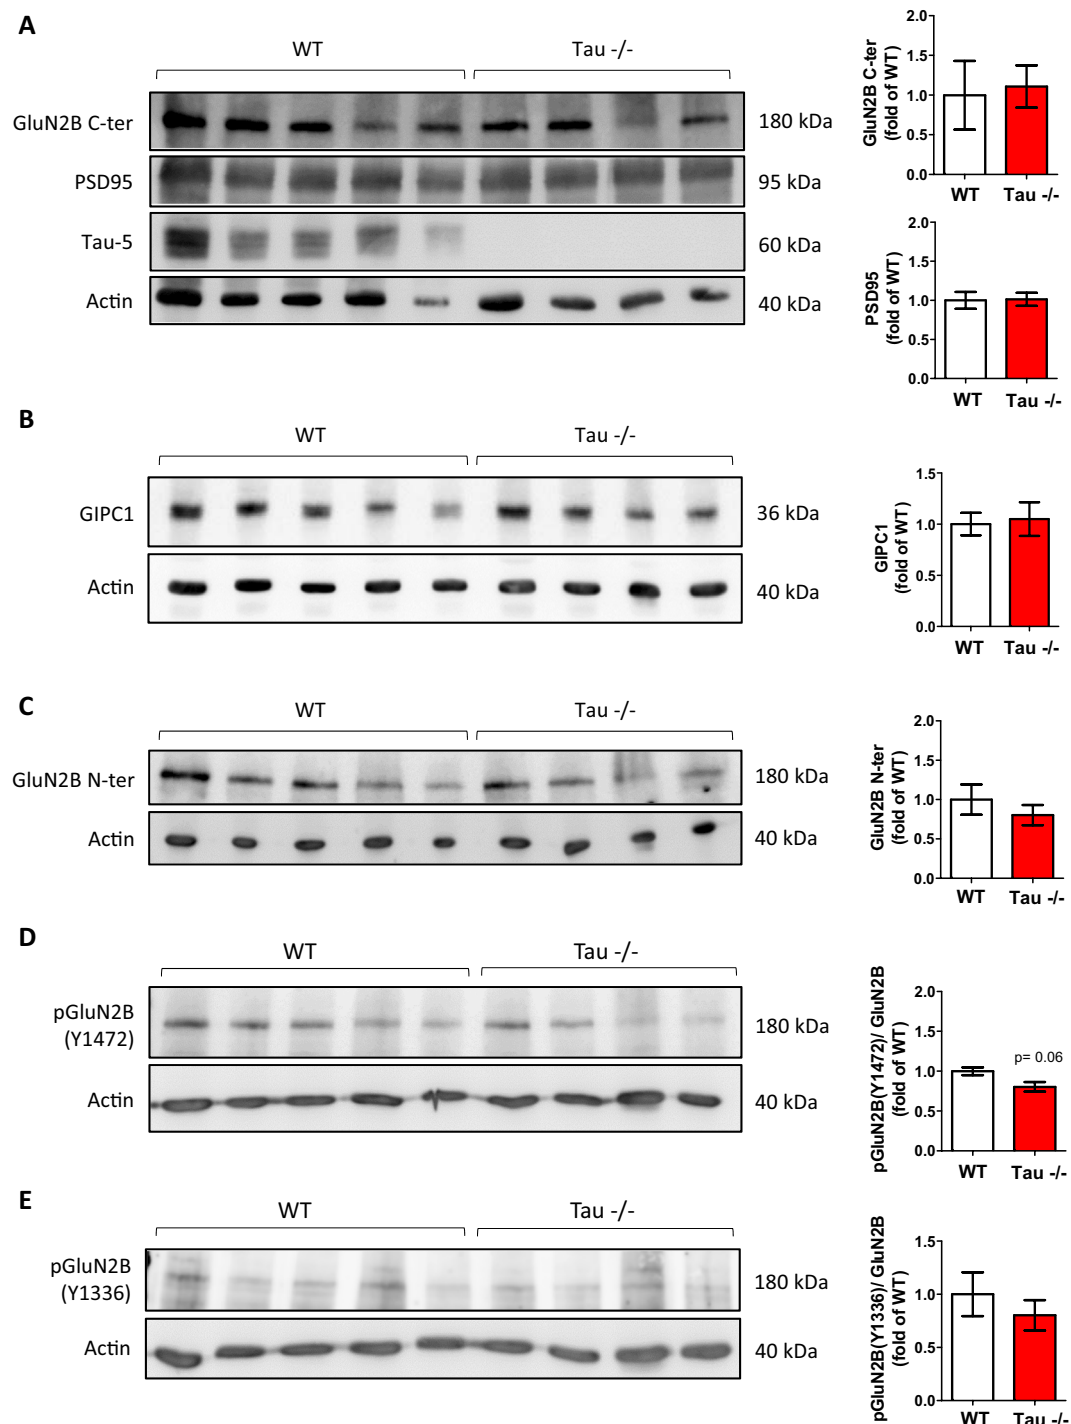 A
WT
Tau -/-
GluN2B C-ter
180 kDa
PSD95
95 kDa
Tau-5
60 kDa
Actin
40 kDa
GluN2B C-ter
(fold of WT)
2.0
1.5
1.0
0.5
0.0
WT
Tau -/-
PSD95
(fold of WT)
2.0
1.5
1.0
0.5
0.0
WT
Tau -/-
B
WT
Tau -/-
GIPC1
36 kDa
Actin
40 kDa
GIPC1
(fold of WT)
1.5
1.0
0.5
0.0
WT
Tau -/-
C
WT
Tau -/-
GluN2B N-ter
180 kDa
Actin
40 kDa
GluN2B N-ter
(fold of WT)
2.0
1.5
1.0
0.5
0.0
WT
Tau -/-
D
WT
Tau -/-
pGluN2B
(Y1472)
180 kDa
Actin
40 kDa
pGluN2B(Y1472)/ GluN2B
(fold of WT)
2.0
1.5
1.0
0.5
0.0
p= 0.06
WT
Tau -/-
E
WT
Tau -/-
pGluN2B
(Y1336)
180 kDa
Actin
40 kDa
pGluN2B(Y1336)/ GluN2B
(fold of WT)
1.5
1.0
0.5
0.0
WT
Tau -/-